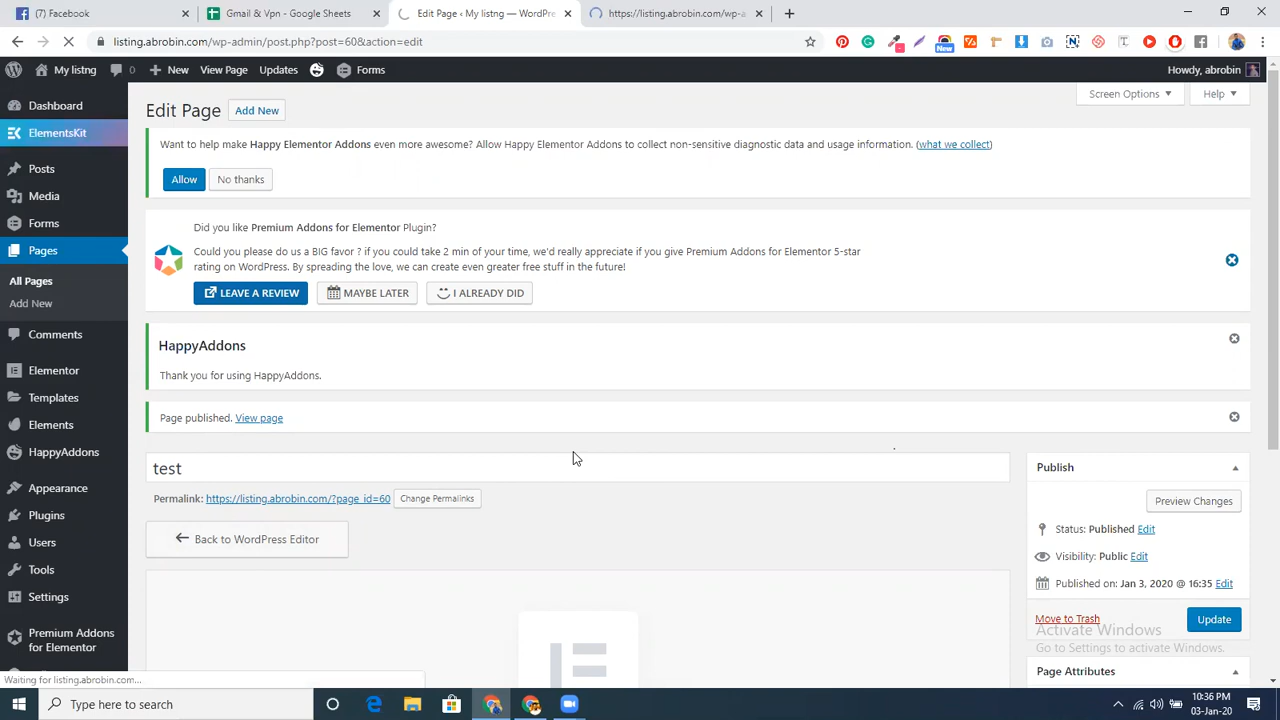 (7) Facebook
Gmail & Vpn - Google Sheets
Edit Page ‹ My listng — WordPre
https://listing.abrobin.com/wp-a
listing.abrobin.com/wp-admin/post.php?post=60&action=edit
New
My listng
0
New
View Page
Updates
Forms
Howdy, abrobin
Dashboard
ElementsKit
Posts
Media
Forms
Pages
All Pages
Add New
Comments
Elementor
Templates
Elements
HappyAddons
Appearance
Plugins
Users
Tools
Settings
Premium Addons
for Elementor
Edit Page
Add New
Screen Options
Help
Want to help make Happy Elementor Addons even more awesome? Allow Happy Elementor Addons to collect non-sensitive diagnostic data and usage information. (what we collect)
Allow
No thanks
Did you like Premium Addons for Elementor Plugin?
Could you please do us a BIG favor ? if you could take 2 min of your time, we'd really appreciate if you give Premium Addons for Elementor 5-star
rating on WordPress. By spreading the love, we can create even greater free stuff in the future!
LEAVE A REVIEW
MAYBE LATER
I ALREADY DID
HappyAddons
Thank you for using HappyAddons.
Page published. View page
test
Permalink: https://listing.abrobin.com/?page_id=60
Change Permalinks
Back to WordPress Editor
Publish
Preview Changes
Status: Published Edit
Visibility: Public Edit
Published on: Jan 3, 2020 @ 16:35 Edit
Move to Trash
Update
Activate Windows
Go to Settings to activate Windows.
Page Attributes
Waiting for listing.abrobin.com...
Type here to search
10:36 PM
03-Jan-20